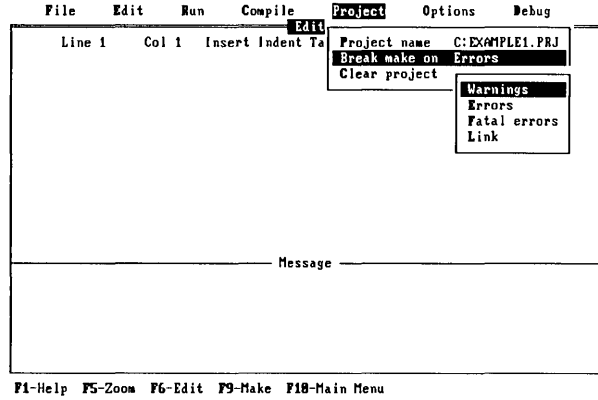 File Edit Run Compile Project Options Debug
Edit
Line 1 Col 1 Insert Indent Ta
Project name C:EXAMPLE1.PRJ
Break make on Errors
Clear project
Warnings
Errors
Fatal errors
Link
Message
F1-Help F5-Zoom F6-Edit F9-Make F10-Main Menu